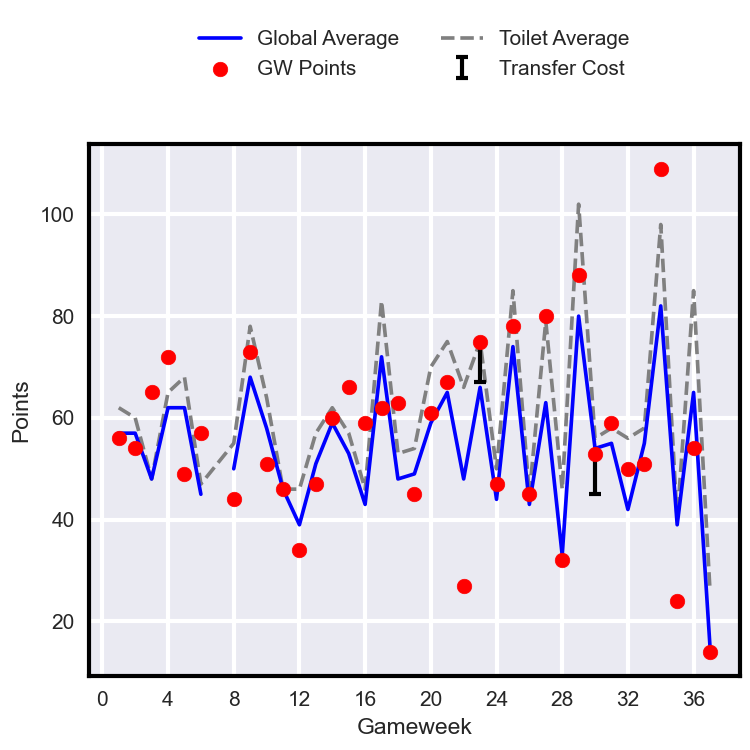 Global Average
Toilet Average
GW Points
Transfer Cost
100
80
60
40
20
Points
0 4 8 12 16 20 24 28 32 36
Gameweek